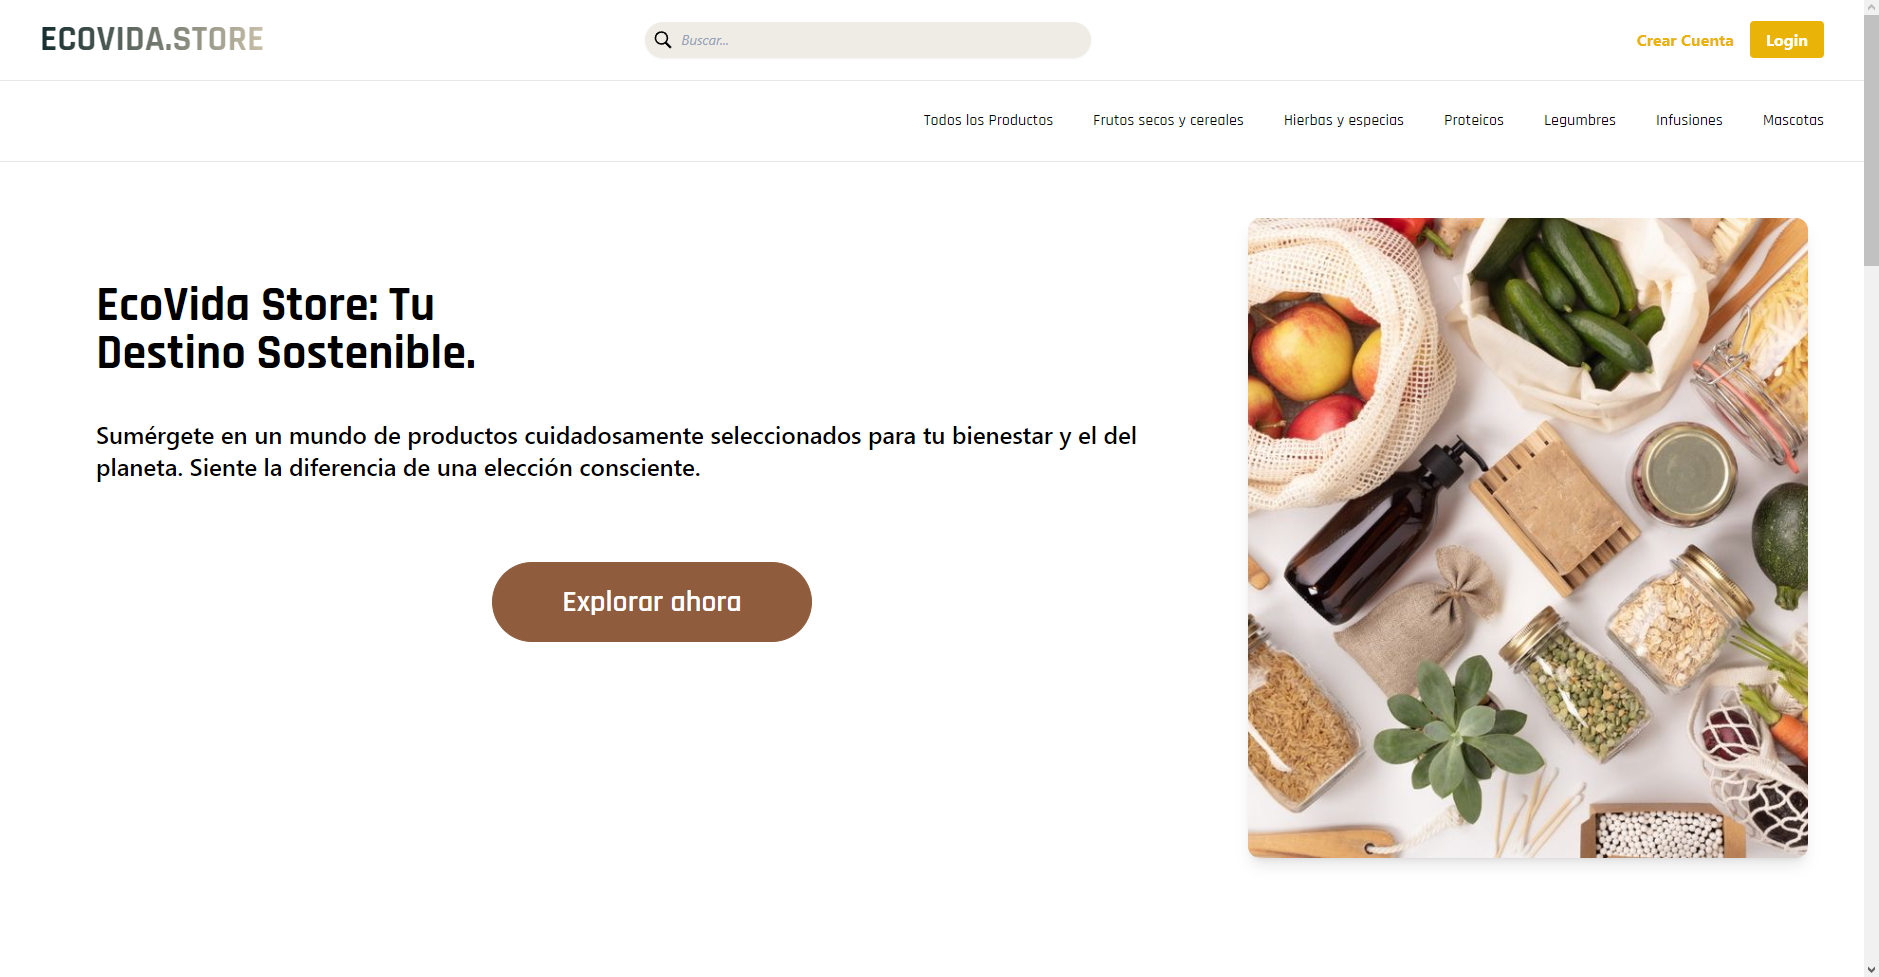 ECOVIDA.STORE
Buscar...
Crear Cuenta
Login
Todos los Productos
Frutos secos y cereales
Hierbas y especias
Proteicos
Legumbres
Infusiones
Mascotas
EcoVida Store: Tu
Destino Sostenible.
Sumérgete en un mundo de productos cuidadosamente seleccionados para tu bienestar y el del
planeta. Siente la diferencia de una elección consciente.
Explorar ahora